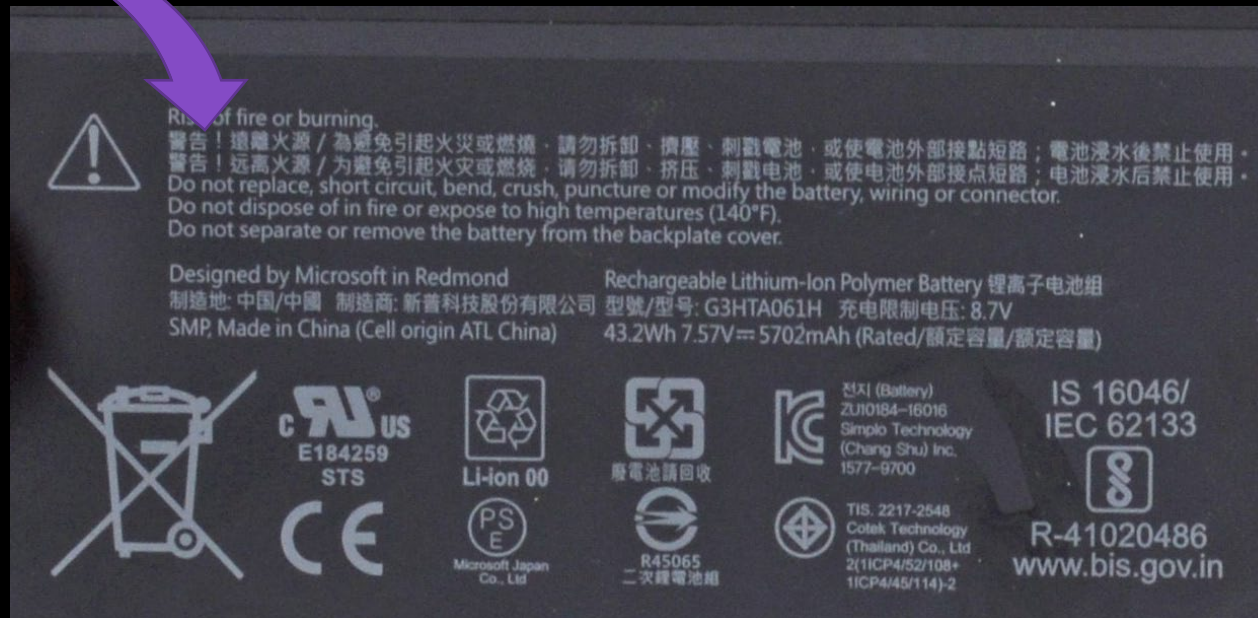 of fire or burning.
警告！遠離火源 / 為避免引起火災或燃燒，請勿拆卸、擠壓、刺戳電池，或使電池外部接點短路；電池浸水後禁止使用。
警告！远高火源 / 为避免引起火灾或燃烧，请勿拆卸、挤压、刺戳电池，或使电池外部接点短路；电池浸水后禁止使用。
Do not replace, short circuit, bend, crush, puncture or modify the battery, wiring or connector.
Do not dispose of in fire or expose to high temperatures (140°F).
Do not separate or remove the battery from the backplate cover.
Designed by Microsoft in Redmond
制造地: 中国/中國 制造商: 新普科技股份有限公司
SMP, Made in China (Cell origin ATL China)
Rechargeable Lithium-Ion Polymer Battery 锂离子电池组
型號/型号: G3HTA061H 充电限制电压: 8.7V
43.2Wh 7.57V⎓ 5702mAh (Rated/額定容量/额定容量)
C RU® US
E184259
STS
CE
Li-ion 00
PS
E
Microsoft Japan
Co., Ltd
廢電池請回收
R45065
二次鋰電池組
전지 (Battery)
ZU10184-16016
Simplo Technology
(Chang Shu) Inc.
1577-9700
TIS. 2217-2548
Cotek Technology
(Thailand) Co., Ltd
2(1ICP4/52/108+
1ICP4/45/114)-2
IS 16046/
IEC 62133
R-41020486
www.bis.gov.in